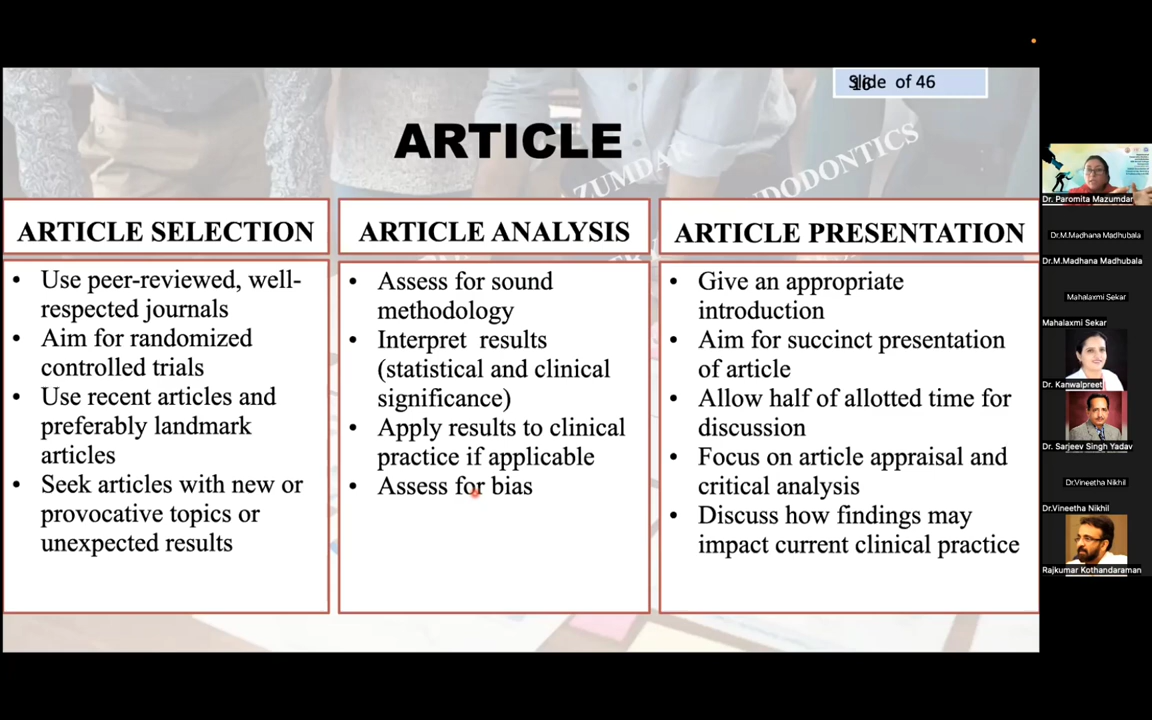 Slide of 46
16
ARTICLE
AZUMDAR
NDODONTICS
ARTICLE SELECTION
• Use peer-reviewed, well-
respected journals
• Aim for randomized
controlled trials
• Use recent articles and
preferably landmark
articles
• Seek articles with new or
provocative topics or
unexpected results
ARTICLE ANALYSIS
• Assess for sound
methodology
• Interpret results
(statistical and clinical
significance)
• Apply results to clinical
practice if applicable
• Assess for bias
ARTICLE PRESENTATION
• Give an appropriate
introduction
• Aim for succinct presentation
of article
• Allow half of allotted time for
discussion
• Focus on article appraisal and
critical analysis
• Discuss how findings may
impact current clinical practice
Dr. Paromita Mazumdar
Dr.M.Madhana Madhubala
Dr.M.Madhana Madhubala
Mahalaxmi Sekar
Mahalaxmi Sekar
Dr. Kanwalpreet
Dr. Sarjeev Singh Yadav
Dr.Vineetha Nikhil
Dr.Vineetha Nikhil
Rajkumar Kothandaraman